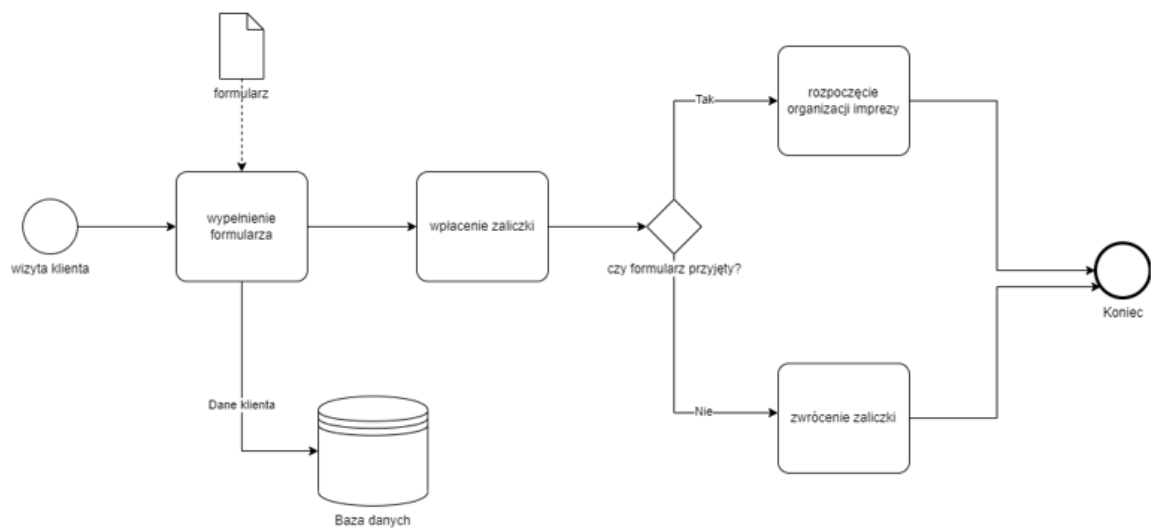 formularz
wizyta klienta
wypełnienie
formularza
wpłacenie zaliczki
czy formularz przyjęty?
Tak
rozpoczęcie
organizacji imprezy
Nie
zwrócenie zaliczki
Koniec
Dane klienta
Baza danych